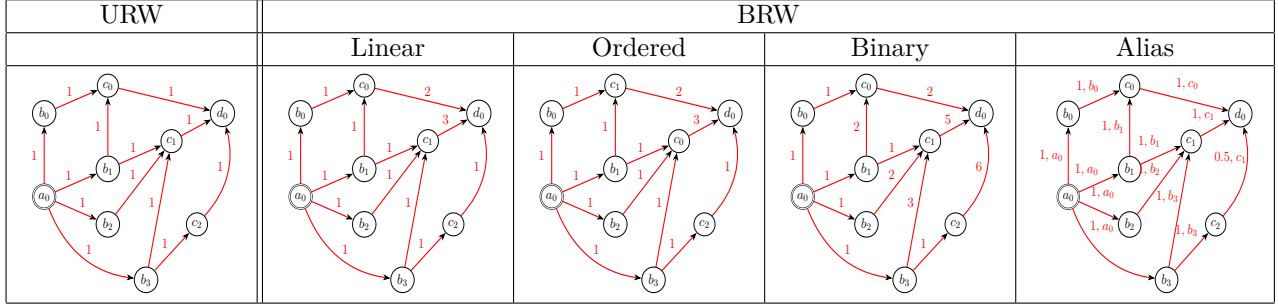 URW
BRW
Linear
Ordered
Binary
Alias
c₀
1 1
b₀ d₀
1
1 c₁
1 1
b₁ 1
1
a₀ 1 1
b₂ c₂
1 1
b₃
c₀
1 2
b₀ d₀
3
1 c₁
1 1
b₁ 1 1
1
a₀ 1 1
b₂ c₂
1 1
b₃
c₁
1 2
b₀ d₀
3
1 c₀
1 1
b₁ 1 1
1
a₀ 1 1
b₂ c₂
1 1
b₃
c₀
1 2
b₀ d₀
5
2 c₁
1 1
b₁ 2 6
1
a₀ 1 3
b₂ c₂
1 1
b₃
1, b₀ c₀ 1, c₀
b₀ 1, c₁ d₀
1, b₁
1, b₁ c₁
1, a₀ 0.5, c₁
1, a₀ b₁ 1, b₂
a₀ 1, a₀ 1, b₃
1, a₀ b₂ 1, b₃ c₂
b₃